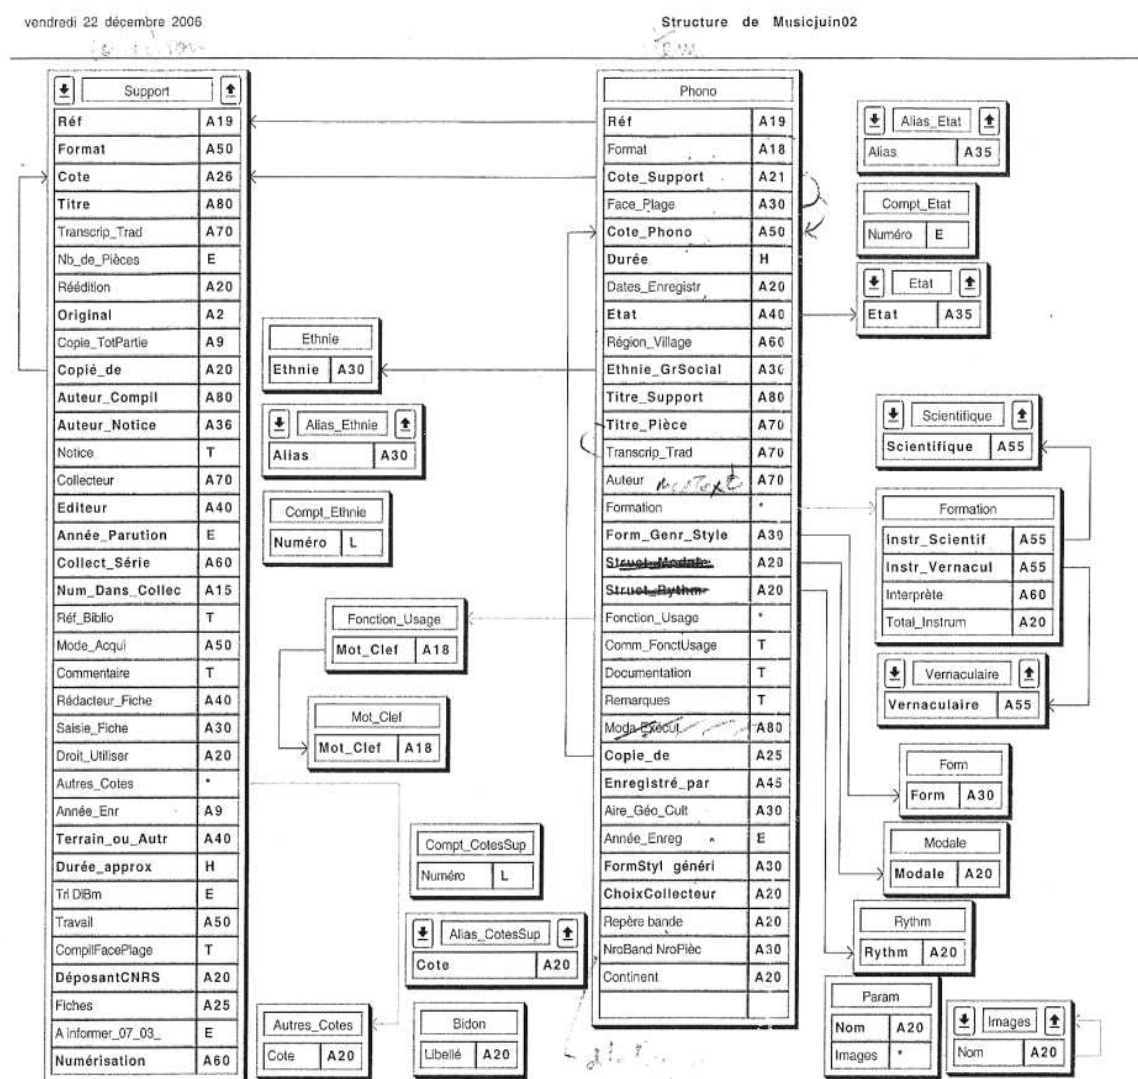 vendredi 22 décembre 2006
Structure de Musicjuin02
Support
Réf A19
Format A50
Cote A26
Titre A80
Transcrip_Trad A70
Nb_de_Pièces E
Réédition A20
Original A2
Copie_TotPartie A9
Copié_de A20
Auteur_Compil A80
Auteur_Notice A36
Notice T
Collecteur A70
Editeur A40
Année_Parution E
Collect_Série A60
Num_Dans_Collec A15
Réf_Biblio T
Mode_Acqui A50
Commentaire T
Rédacteur_Fiche A40
Saisie_Fiche A30
Droit_Utiliser A20
Autres_Cotes *
Année_Enr A9
Terrain_ou_Autr A40
Durée_approx H
Tri DiBm E
Travail A50
CompilFacePlage T
DéposantCNRS A20
Fiches A25
A informer_07_03_ E
Numérisation A60
Ethnie
Ethnie A30
Alias_Ethnie
Alias A30
Compt_Ethnie
Numéro L
Fonction_Usage
Mot_Clef A18
Mot_Clef
Mot_Clef A18
Compt_CotesSup
Numéro L
Alias_CotesSup
Cote A20
Autres_Cotes
Cote A20
Bidon
Libellé A20
Phono
Réf A19
Format A18
Cote_Support A21
Face_Plage A30
Cote_Phono A50
Durée H
Dates_Enregistr A20
Etat A40
Région_Village A60
Ethnie_GrSocial A30
Titre_Support A80
Titre_Pièce A70
Transcrip_Trad A70
Auteur A70
Formation *
Form_Genr_Style A30
Struct_Modale A20
Struct_Rythm A20
Fonction_Usage *
Comm_FonctUsage T
Documentation T
Remarques T
Moda-Exécut. A80
Copie_de A25
Enregistré_par A45
Aire_Géo_Cult A30
Année_Enreg E
FormStyl généri A30
ChoixCollecteur A20
Repère bande A20
NroBand NroPièc A30
Continent A20
Alias_Etat
Alias A35
Compt_Etat
Numéro E
Etat
Etat A35
Scientifique
Scientifique A55
Formation
Instr_Scientif A55
Instr_Vernacul A55
Interprète A60
Total_Instrum A20
Vernaculaire
Vernaculaire A55
Form
Form A30
Modale
Modale A20
Rythm
Rythm A20
Param
Nom A20
Images *
Images
Nom A20